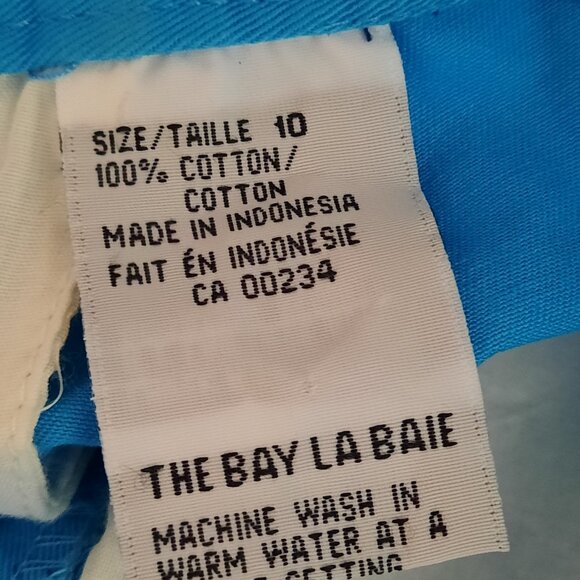 SIZE/TAILLE 10
100% COTTON/
COTTON
MADE IN INDONESIA
FAIT ÉN INDONÉSIE
CA 00234
THE BAY LA BAIE
MACHINE WASH IN
WARM WATER AT A
SETTING